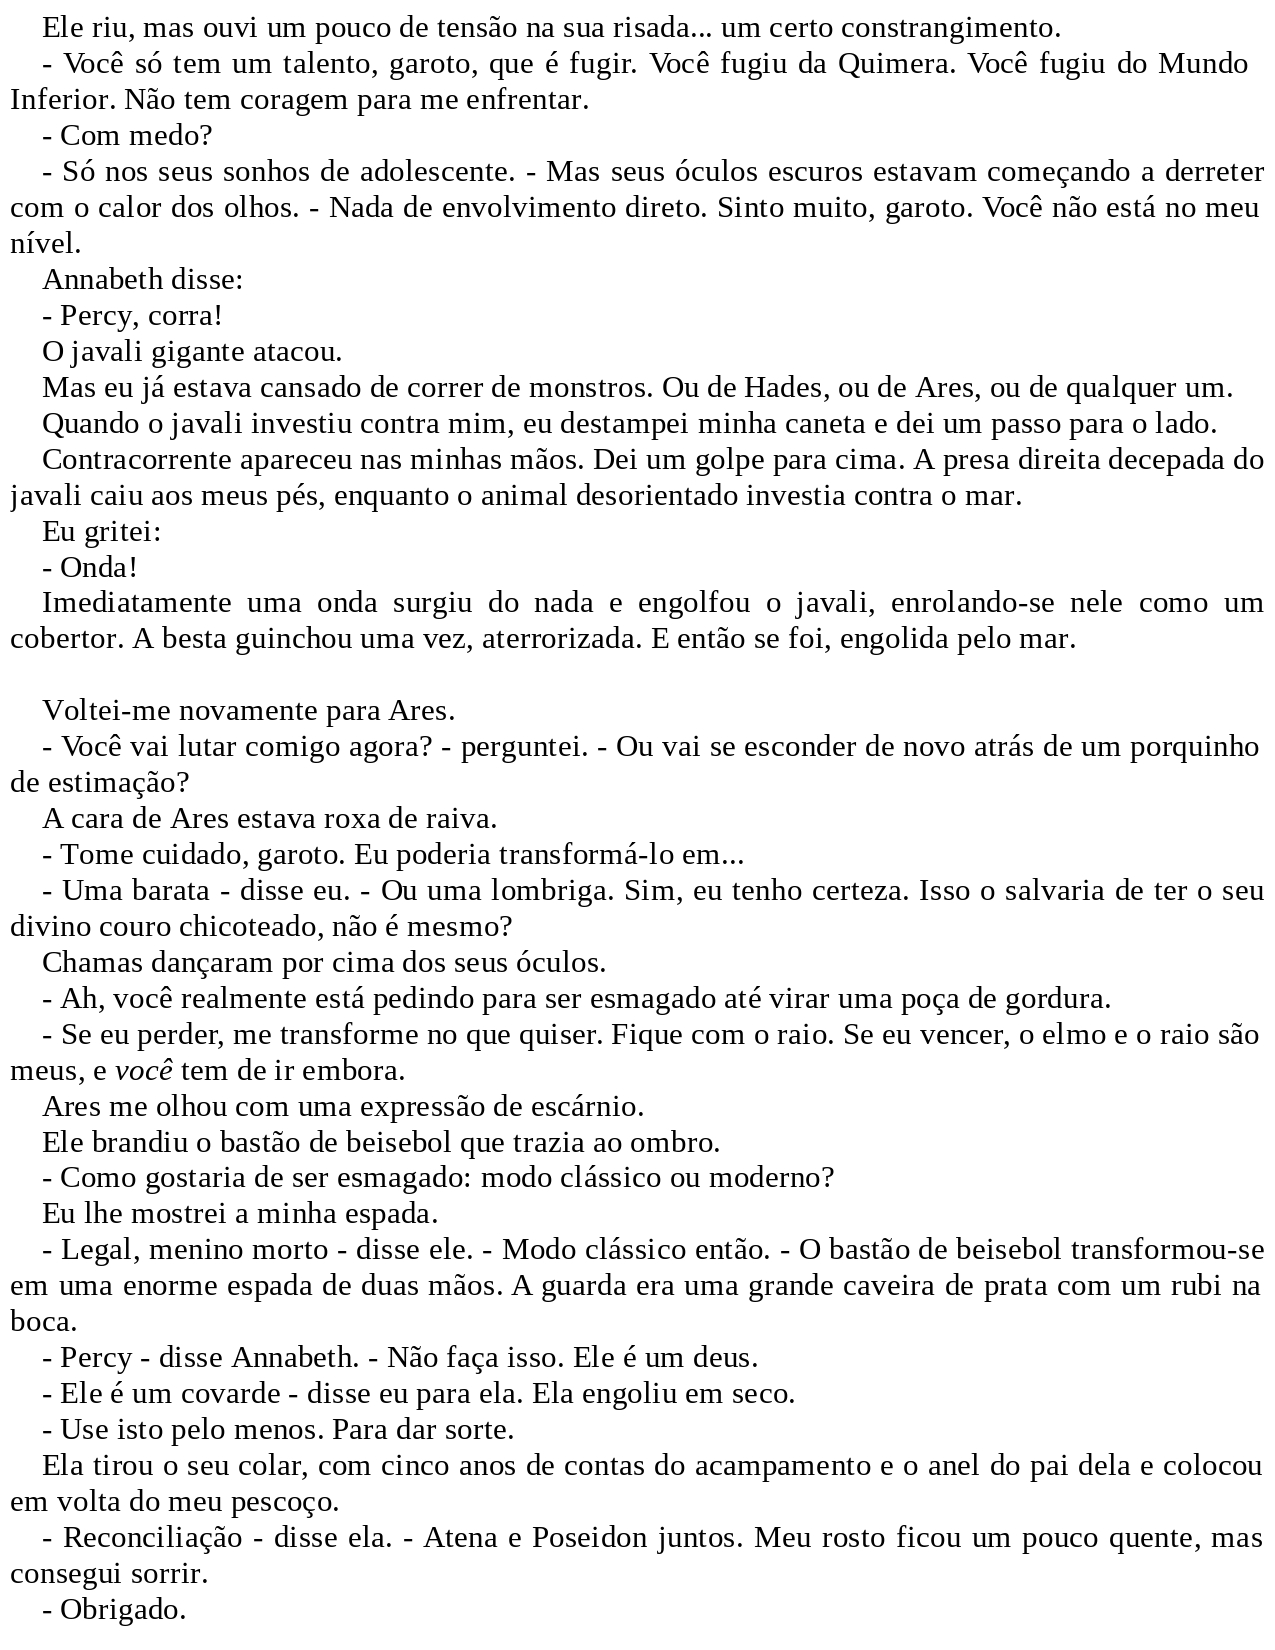 Ele riu, mas ouvi um pouco de tensão na sua risada... um certo constrangimento.
- Você só tem um talento, garoto, que é fugir. Você fugiu da Quimera. Você fugiu do Mundo
Inferior. Não tem coragem para me enfrentar.
- Com medo?
- Só nos seus sonhos de adolescente. - Mas seus óculos escuros estavam começando a derreter
com o calor dos olhos. - Nada de envolvimento direto. Sinto muito, garoto. Você não está no meu
nível.
Annabeth disse:
- Percy, corra!
O javali gigante atacou.
Mas eu já estava cansado de correr de monstros. Ou de Hades, ou de Ares, ou de qualquer um.
Quando o javali investiu contra mim, eu destampei minha caneta e dei um passo para o lado.
Contracorrente apareceu nas minhas mãos. Dei um golpe para cima. A presa direita decepada do
javali caiu aos meus pés, enquanto o animal desorientado investia contra o mar.
Eu gritei:
- Onda!
Imediatamente uma onda surgiu do nada e engolfou o javali, enrolando-se nele como um
cobertor. A besta guinchou uma vez, aterrorizada. E então se foi, engolida pelo mar.
Voltei-me novamente para Ares.
- Você vai lutar comigo agora? - perguntei. - Ou vai se esconder de novo atrás de um porquinho
de estimação?
A cara de Ares estava roxa de raiva.
- Tome cuidado, garoto. Eu poderia transformá-lo em...
- Uma barata - disse eu. - Ou uma lombriga. Sim, eu tenho certeza. Isso o salvaria de ter o seu
divino couro chicoteado, não é mesmo?
Chamas dançaram por cima dos seus óculos.
- Ah, você realmente está pedindo para ser esmagado até virar uma poça de gordura.
- Se eu perder, me transforme no que quiser. Fique com o raio. Se eu vencer, o elmo e o raio são
meus, e você tem de ir embora.
Ares me olhou com uma expressão de escárnio.
Ele brandiu o bastão de beisebol que trazia ao ombro.
- Como gostaria de ser esmagado: modo clássico ou moderno?
Eu lhe mostrei a minha espada.
- Legal, menino morto - disse ele. - Modo clássico então. - O bastão de beisebol transformou-se
em uma enorme espada de duas mãos. A guarda era uma grande caveira de prata com um rubi na
boca.
- Percy - disse Annabeth. - Não faça isso. Ele é um deus.
- Ele é um covarde - disse eu para ela. Ela engoliu em seco.
- Use isto pelo menos. Para dar sorte.
Ela tirou o seu colar, com cinco anos de contas do acampamento e o anel do pai dela e colocou
em volta do meu pescoço.
- Reconciliação - disse ela. - Atena e Poseidon juntos. Meu rosto ficou um pouco quente, mas
consegui sorrir.
- Obrigado.